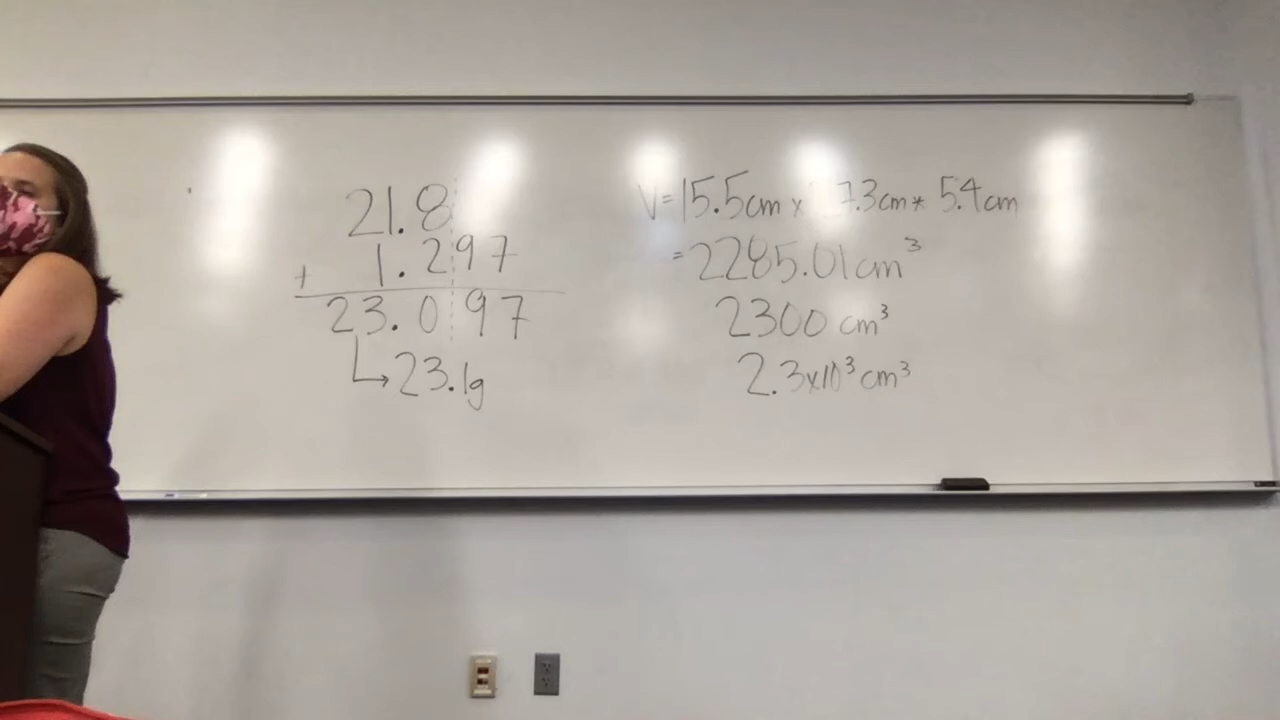 21.8
+ 1.297
23.097
↳ 23.1g
V = 15.5cm x 7.3cm * 5.4cm
= 2285.01cm³
2300 cm³
2.3x10³ cm³